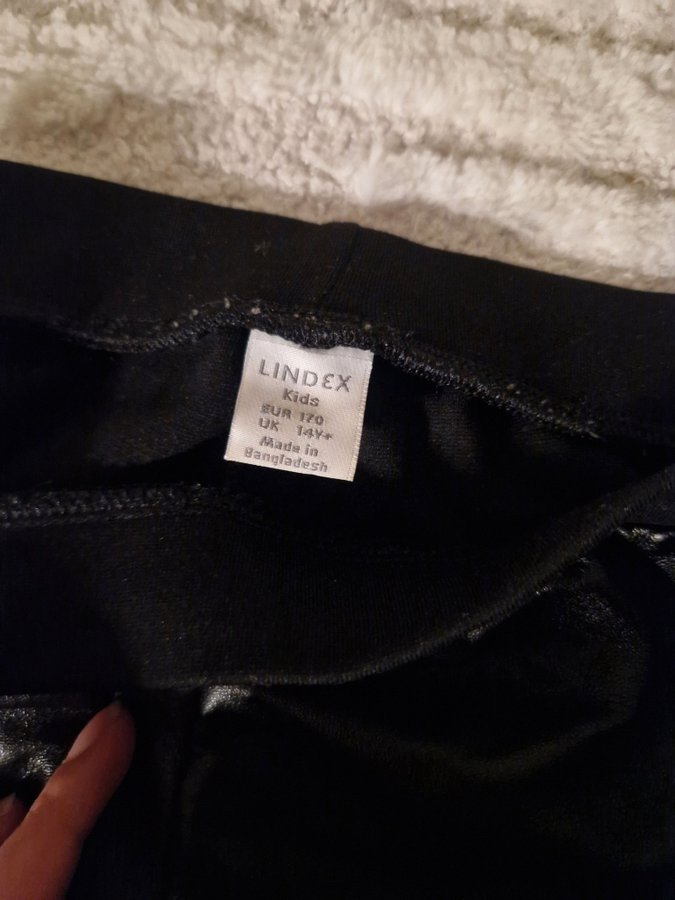 LINDEX
Kids
EUR 170
UK 14Y+
Made in
Bangladesh